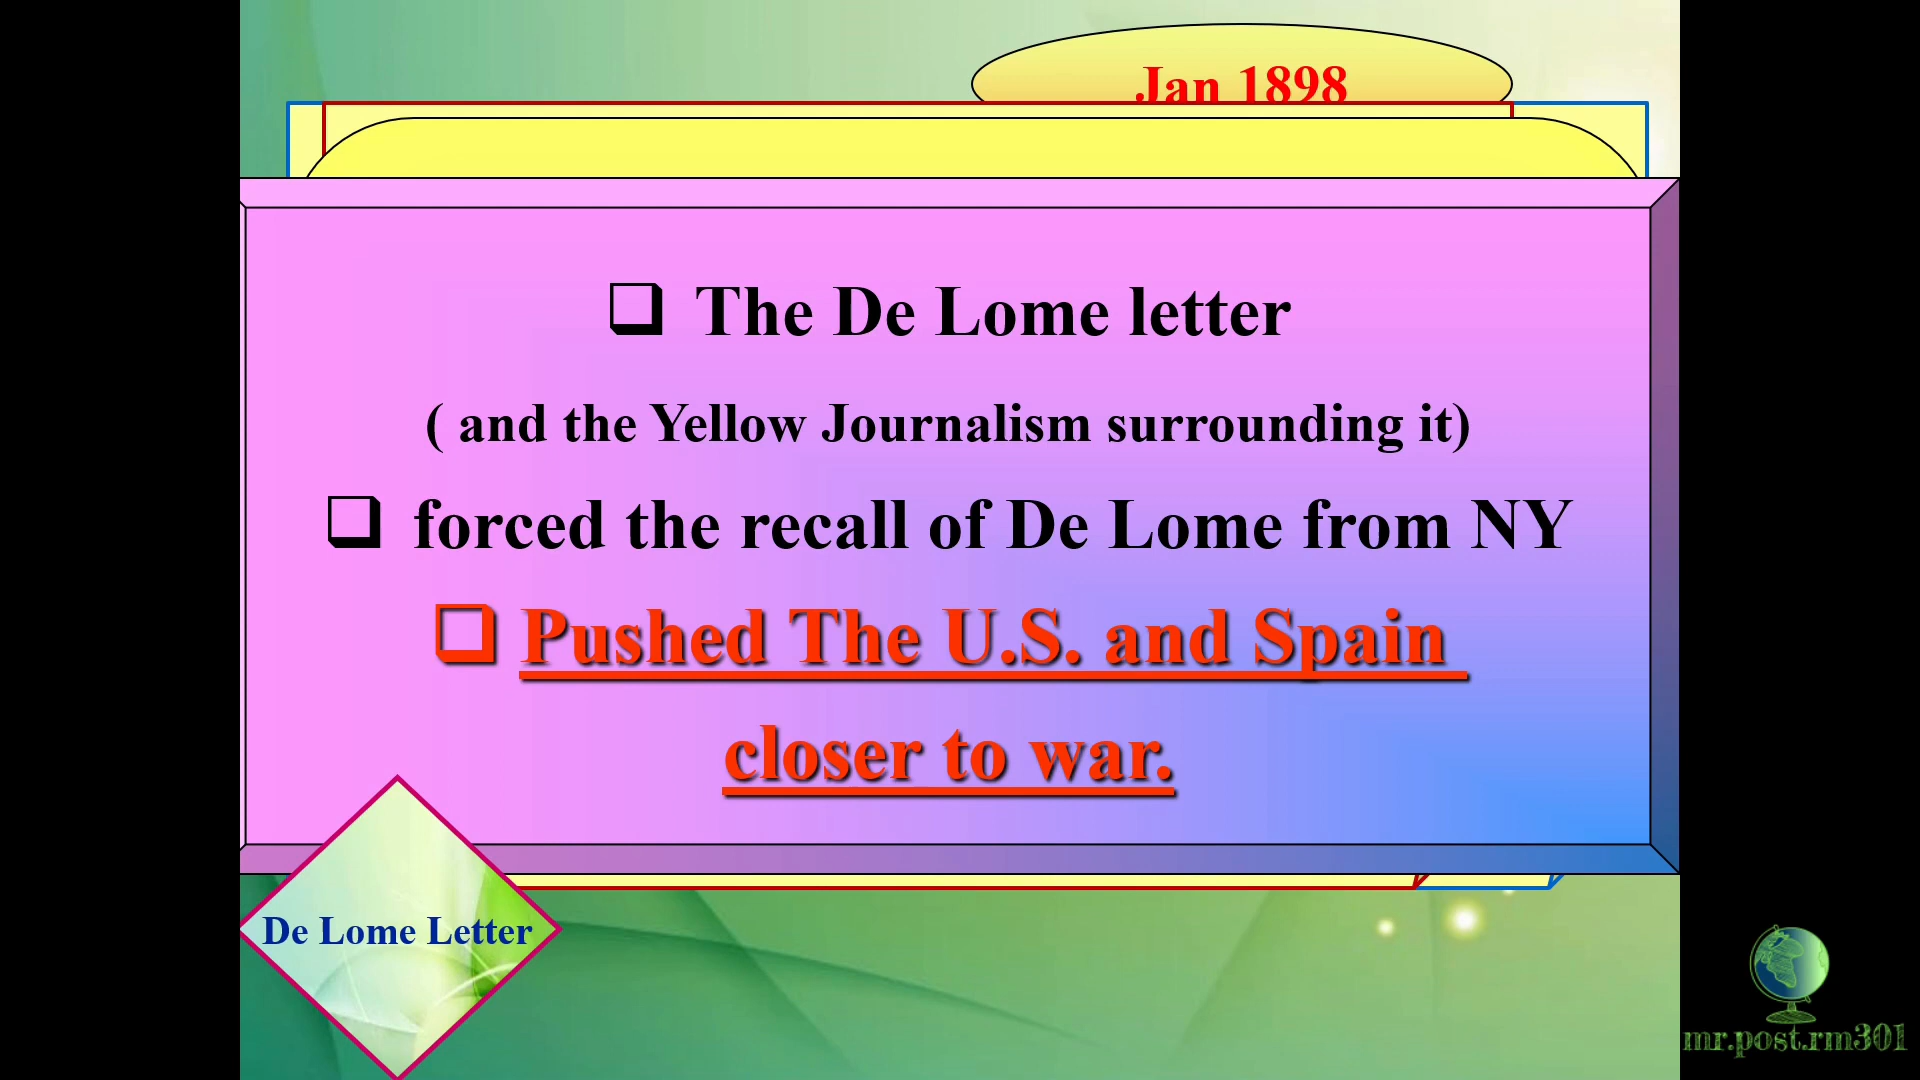 Jan 1898
❑ The De Lome letter
( and the Yellow Journalism surrounding it)
❑ forced the recall of De Lome from NY
❑ Pushed The U.S. and Spain
closer to war.
De Lome Letter
mr.post.rm301